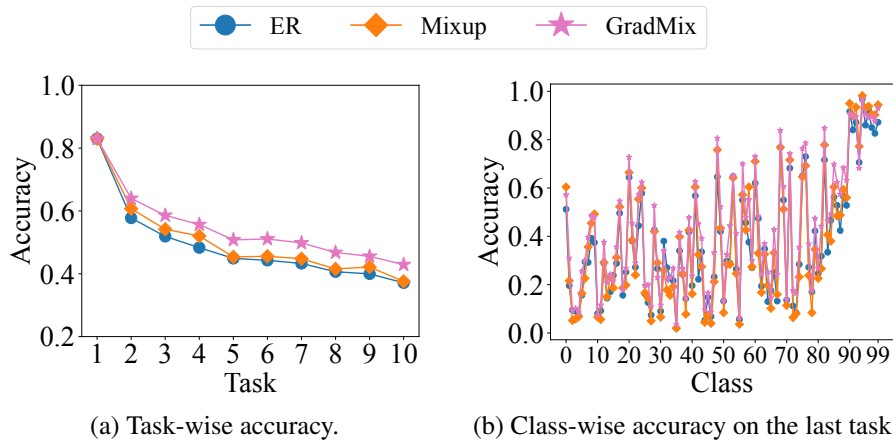 ER Mixup GradMix
1.0
0.8
0.6
0.4
0.2
Accuracy
1 2 3 4 5 6 7 8 9 10
Task
(a) Task-wise accuracy.
1.0
0.8
0.6
0.4
0.2
0.0
Accuracy
0 10 20 30 40 50 60 70 80 90 99
Class
(b) Class-wise accuracy on the last task